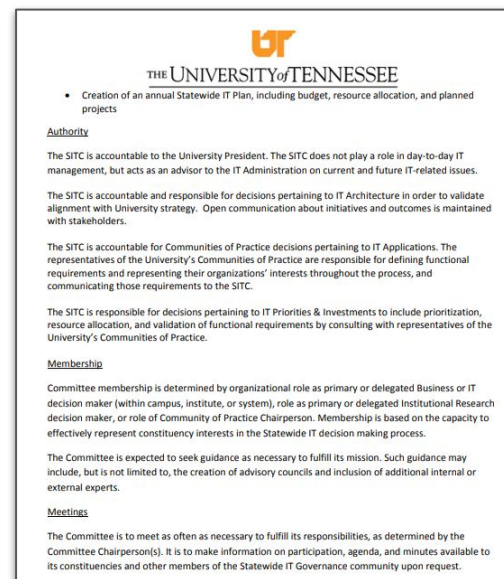 UT
THE UNIVERSITY of TENNESSEE
• Creation of an annual Statewide IT Plan, including budget, resource allocation, and planned
projects
Authority
The SITC is accountable to the University President. The SITC does not play a role in day-to-day IT
management, but acts as an advisor to the IT Administration on current and future IT-related issues.
The SITC is accountable and responsible for decisions pertaining to IT Architecture in order to validate
alignment with University strategy. Open communication about initiatives and outcomes is maintained
with stakeholders.
The SITC is accountable for Communities of Practice decisions pertaining to IT Applications. The
representatives of the University's Communities of Practice are responsible for defining functional
requirements and representing their organizations' interests throughout the process, and
communicating those requirements to the SITC.
The SITC is responsible for decisions pertaining to IT Priorities & Investments to include prioritization,
resource allocation, and validation of functional requirements by consulting with representatives of the
University's Communities of Practice.
Membership
Committee membership is determined by organizational role as primary or delegated Business or IT
decision maker (within campus, institute, or system), role as primary or delegated Institutional Research
decision maker, or role of Community of Practice Chairperson. Membership is based on the capacity to
effectively represent constituency interests in the Statewide IT decision making process.
The Committee is expected to seek guidance as necessary to fulfill its mission. Such guidance may
include, but is not limited to, the creation of advisory councils and inclusion of additional internal or
external experts.
Meetings
The Committee is to meet as often as necessary to fulfill its responsibilities, as determined by the
Committee Chairperson(s). It is to make information on participation, agenda, and minutes available to
its constituencies and other members of the Statewide IT Governance community upon request.